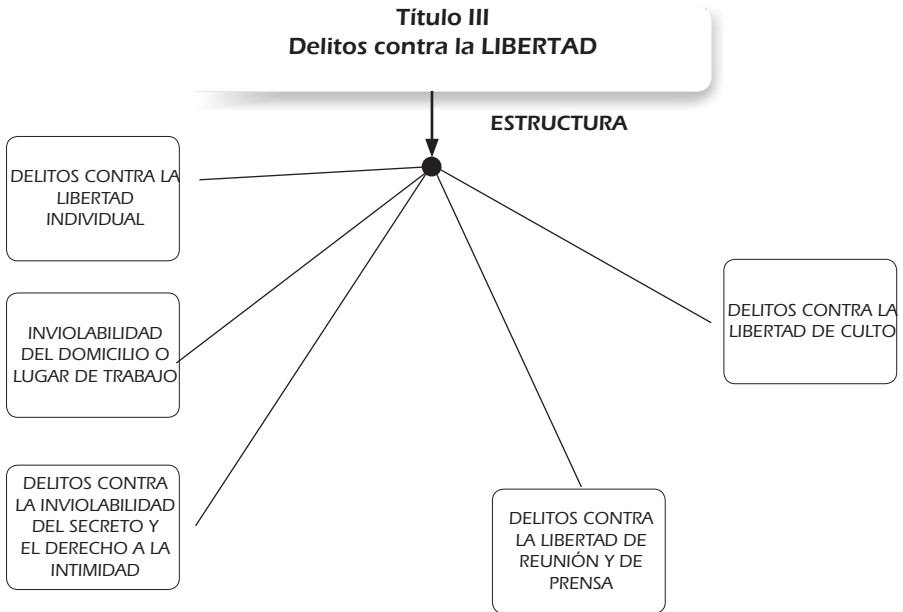 Título III
Delitos contra la LIBERTAD
ESTRUCTURA
DELITOS CONTRA LA
LIBERTAD
INDIVIDUAL
INVIOLABILIDAD
DEL DOMICILIO O
LUGAR DE TRABAJO
DELITOS CONTRA
LA INVIOLABILIDAD
DEL SECRETO Y
EL DERECHO A LA
INTIMIDAD
DELITOS CONTRA
LA LIBERTAD DE
REUNIÓN Y DE
PRENSA
DELITOS CONTRA LA
LIBERTAD DE CULTO